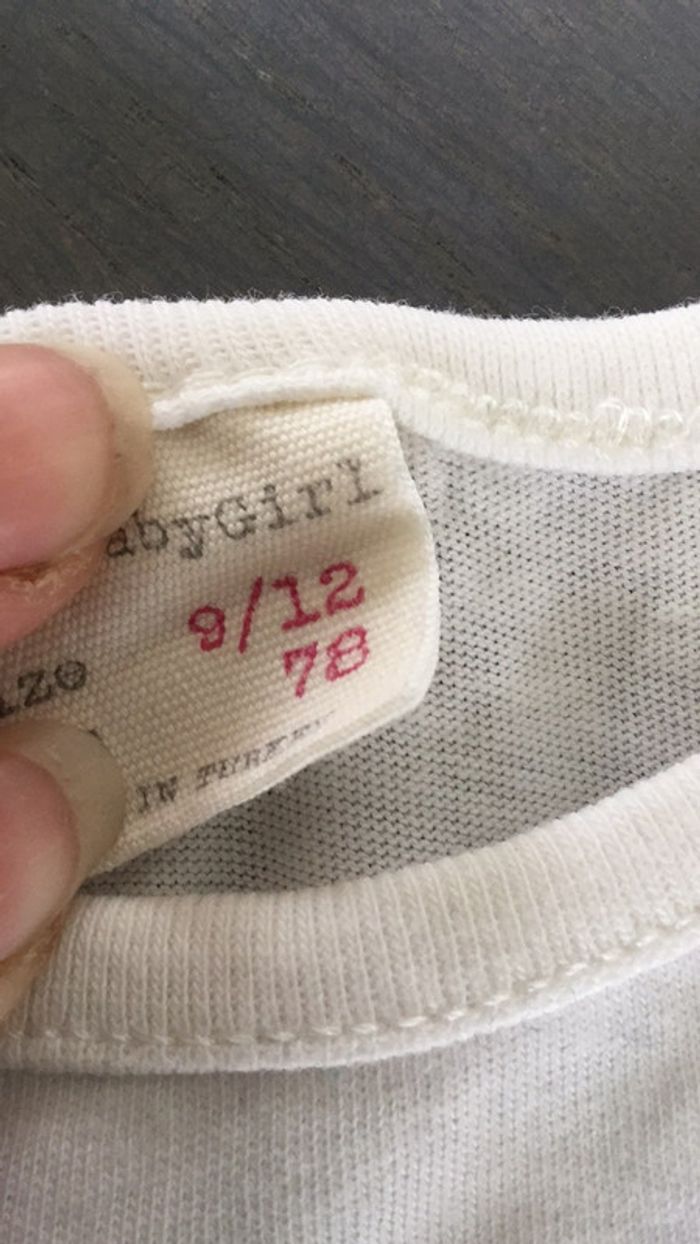 abyGirl
9/12
78
ize
IN TURKEY